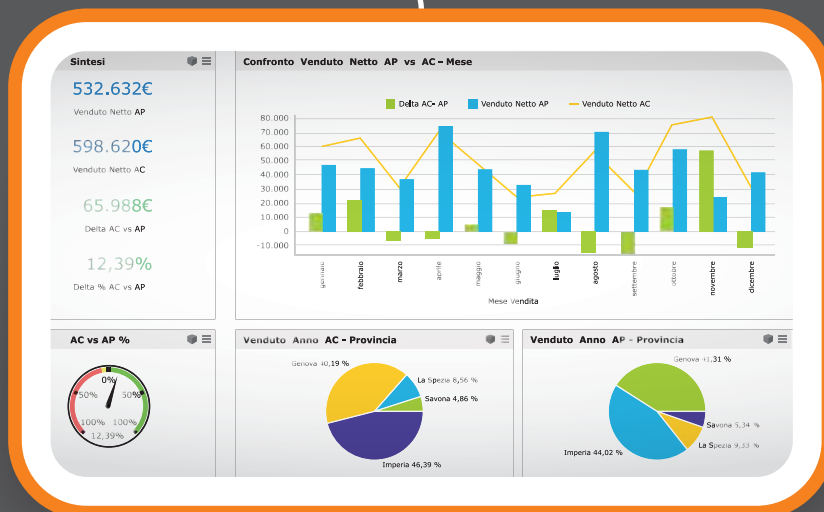 Sintesi
532.632€
Venduto Netto AP
598.620€
Venduto Netto AC
65.988€
Delta AC vs AP
12,39%
Delta % AC vs AP
Confronto Venduto Netto AP vs AC – Mese
Delta AC- AP
Venduto Netto AP
Venduto Netto AC
80.000
70.000
60.000
50.000
40.000
30.000
20.000
10.000
0
-10.000
gennaio
febbraio
marzo
aprile
maggio
giugno
luglio
agosto
settembre
ottobre
novembre
dicembre
Mese Vendita
AC vs AP %
0%
50% 50%
100% 100%
12,39%
Venduto Anno AC – Provincia
Genova
La Spezia 8,56 %
Savona 4,86 %
Imperia 46,39 %
Venduto Anno AP – Provincia
Genova
Savona 5,34 %
La Spezia 9,33 %
Imperia 44,02 %